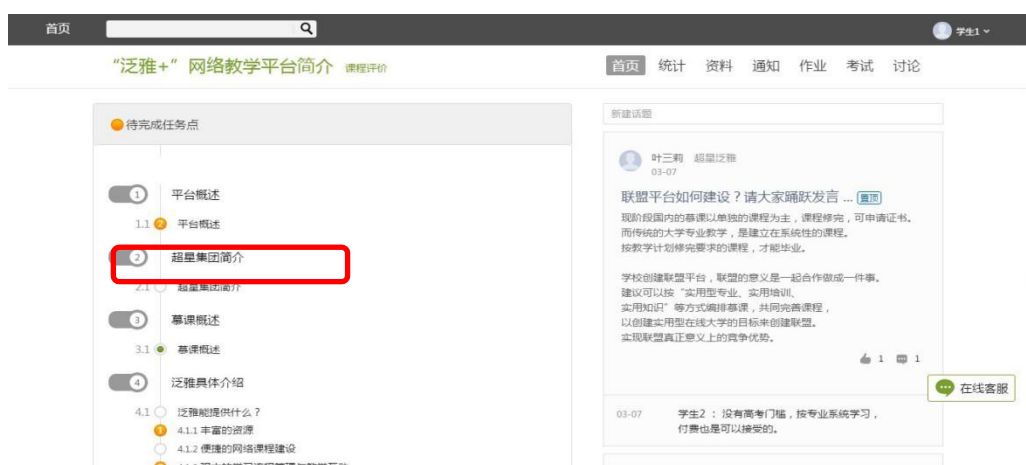 首页
学生1
“泛雅+”网络教学平台简介 课程评价
首页 统计 资料 通知 作业 考试 讨论
待完成任务点
1 平台概述
1.1 2 平台概述
2 超星集团简介
2.1 超星集团简介
3 慕课概述
3.1 慕课概述
4 泛雅具体介绍
4.1 泛雅能提供什么？
1 4.1.1 丰富的资源
4.1.2 便捷的网络课程建设
新建话题
叶三莉 超星泛雅
03-07
联盟平台如何建设？请大家踊跃发言 ... 置顶
现阶段国内的慕课以单独的课程为主，课程修完，可申请证书。
而传统的大学专业教学，是建立在系统性的课程。
按教学计划修完要求的课程，才能毕业。
学校创建联盟平台，联盟的意义是一起合作做成一件事。
建议可以按“实用型专业、实用培训、
实用知识”等方式编排慕课，共同完善课程，
以创建实用型在线大学的目标来创建联盟。
实现联盟真正意义上的竞争优势。
1 1
03-07 学生2 ： 没有高考门槛，按专业系统学习，
付费也是可以接受的。
在线客服